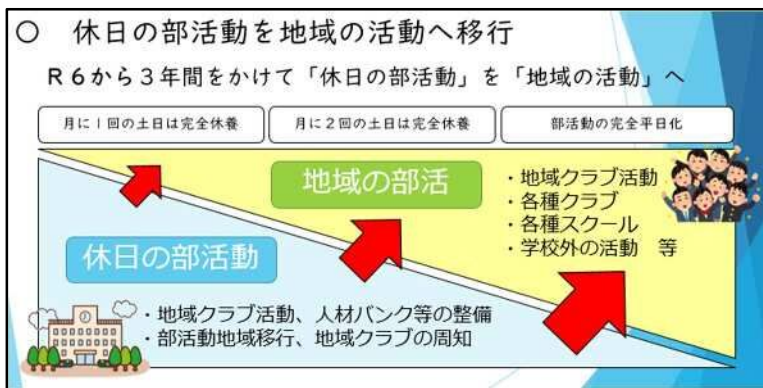 ○ 休日の部活動を地域の活動へ移行
R6から3年間をかけて「休日の部活動」を「地域の活動」へ
月に1回の土日は完全休養
月に2回の土日は完全休養
部活動の完全平日化
地域の部活
・地域クラブ活動
・各種クラブ
・各種スクール
・学校外の活動 等
休日の部活動
・地域クラブ活動、人材バンク等の整備
・部活動地域移行、地域クラブの周知